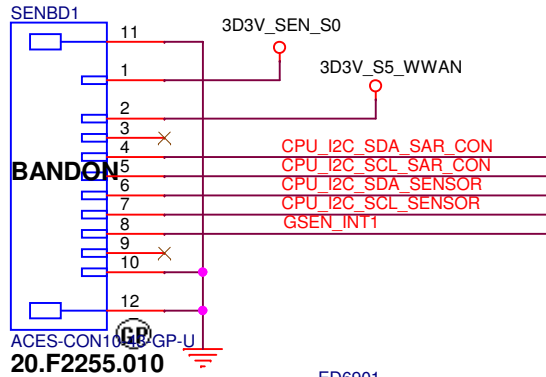 SENBD1
11
3D3V_SEN_S0
1
3D3V_S5_WWAN
2
3
4 CPU_I2C_SDA_SAR_CON
BANDON 5 CPU_I2C_SCL_SAR_CON
6 CPU_I2C_SDA_SENSOR
7 CPU_I2C_SCL_SENSOR
8 GSEN_INT1
9
10
12
GP
-GP-U
20.F2255.010